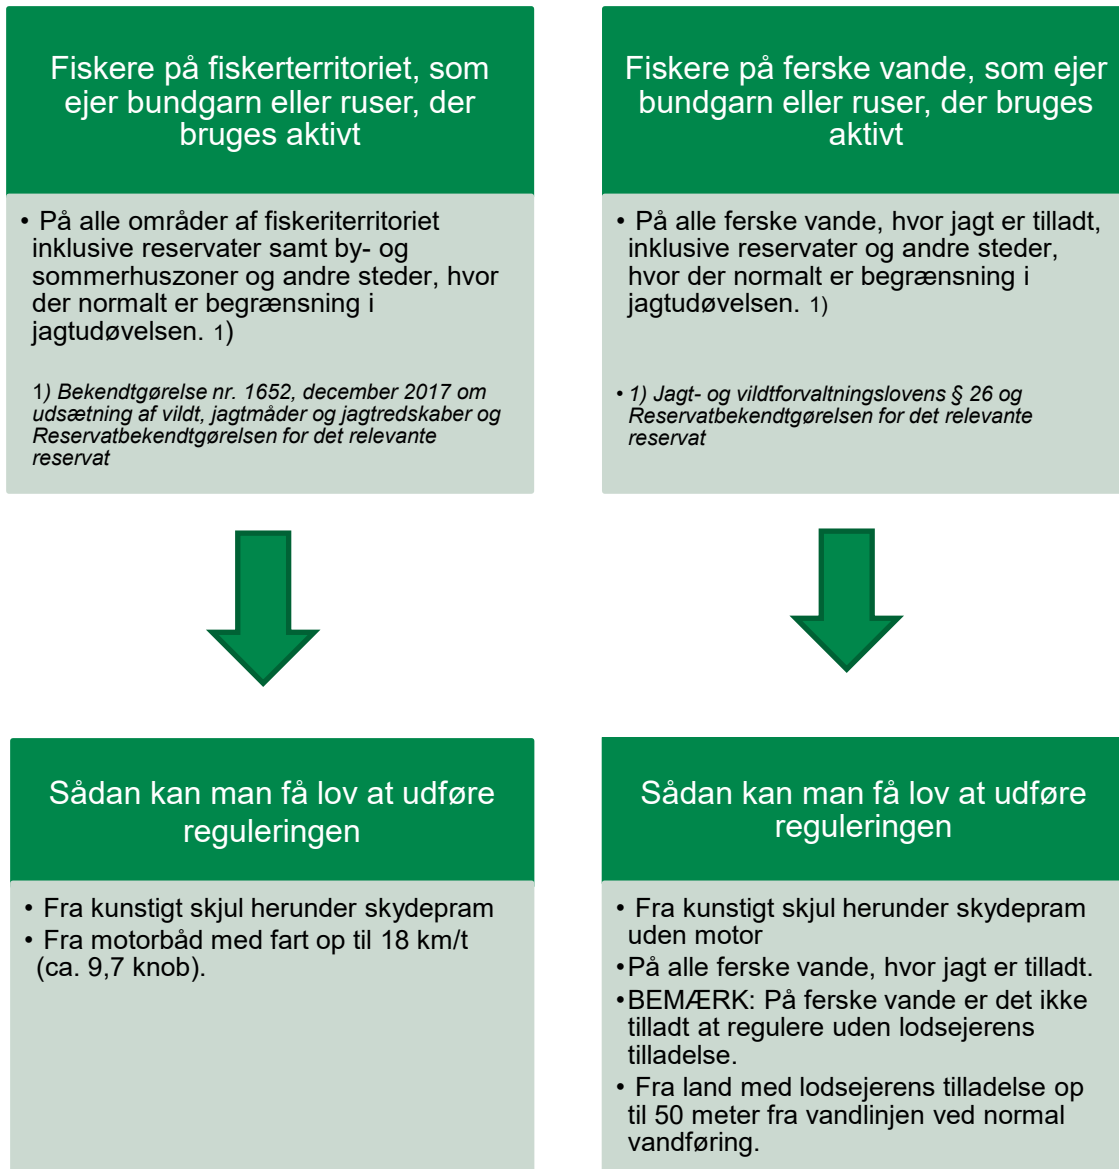 Fiskere på fiskerterritoriet, som
ejer bundgarn eller ruser, der
bruges aktivt
• På alle områder af fiskeriterritoriet
inklusive reservater samt by- og
sommerhuszoner og andre steder, hvor
der normalt er begrænsning i
jagtudøvelsen. 1)
1) Bekendtgørelse nr. 1652, december 2017 om
udsætning af vildt, jagtmåder og jagtredskaber og
Reservatbekendtgørelsen for det relevante
reservat
Fiskere på ferske vande, som ejer
bundgarn eller ruser, der bruges
aktivt
• På alle ferske vande, hvor jagt er tilladt,
inklusive reservater og andre steder,
hvor der normalt er begrænsning i
jagtudøvelsen. 1)
• 1) Jagt- og vildtforvaltningslovens § 26 og
Reservatbekendtgørelsen for det relevante
reservat
Sådan kan man få lov at udføre
reguleringen
• Fra kunstigt skjul herunder skydepram
• Fra motorbåd med fart op til 18 km/t
(ca. 9,7 knob).
Sådan kan man få lov at udføre
reguleringen
• Fra kunstigt skjul herunder skydepram
uden motor
•På alle ferske vande, hvor jagt er tilladt.
•BEMÆRK: På ferske vande er det ikke
tilladt at regulere uden lodsejerens
tilladelse.
• Fra land med lodsejerens tilladelse op
til 50 meter fra vandlinjen ved normal
vandføring.